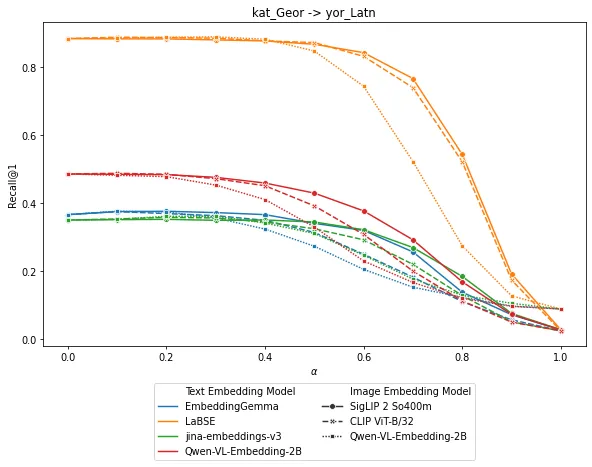 kat_Geor -> yor_Latn
Recall@1
0.8
0.6
0.4
0.2
0.0
0.0 0.2 0.4 0.6 0.8 1.0
α
Text Embedding Model
EmbeddingGemma
LaBSE
jina-embeddings-v3
Qwen-VL-Embedding-2B
Image Embedding Model
SigLIP 2 So400m
CLIP ViT-B/32
Qwen-VL-Embedding-2B